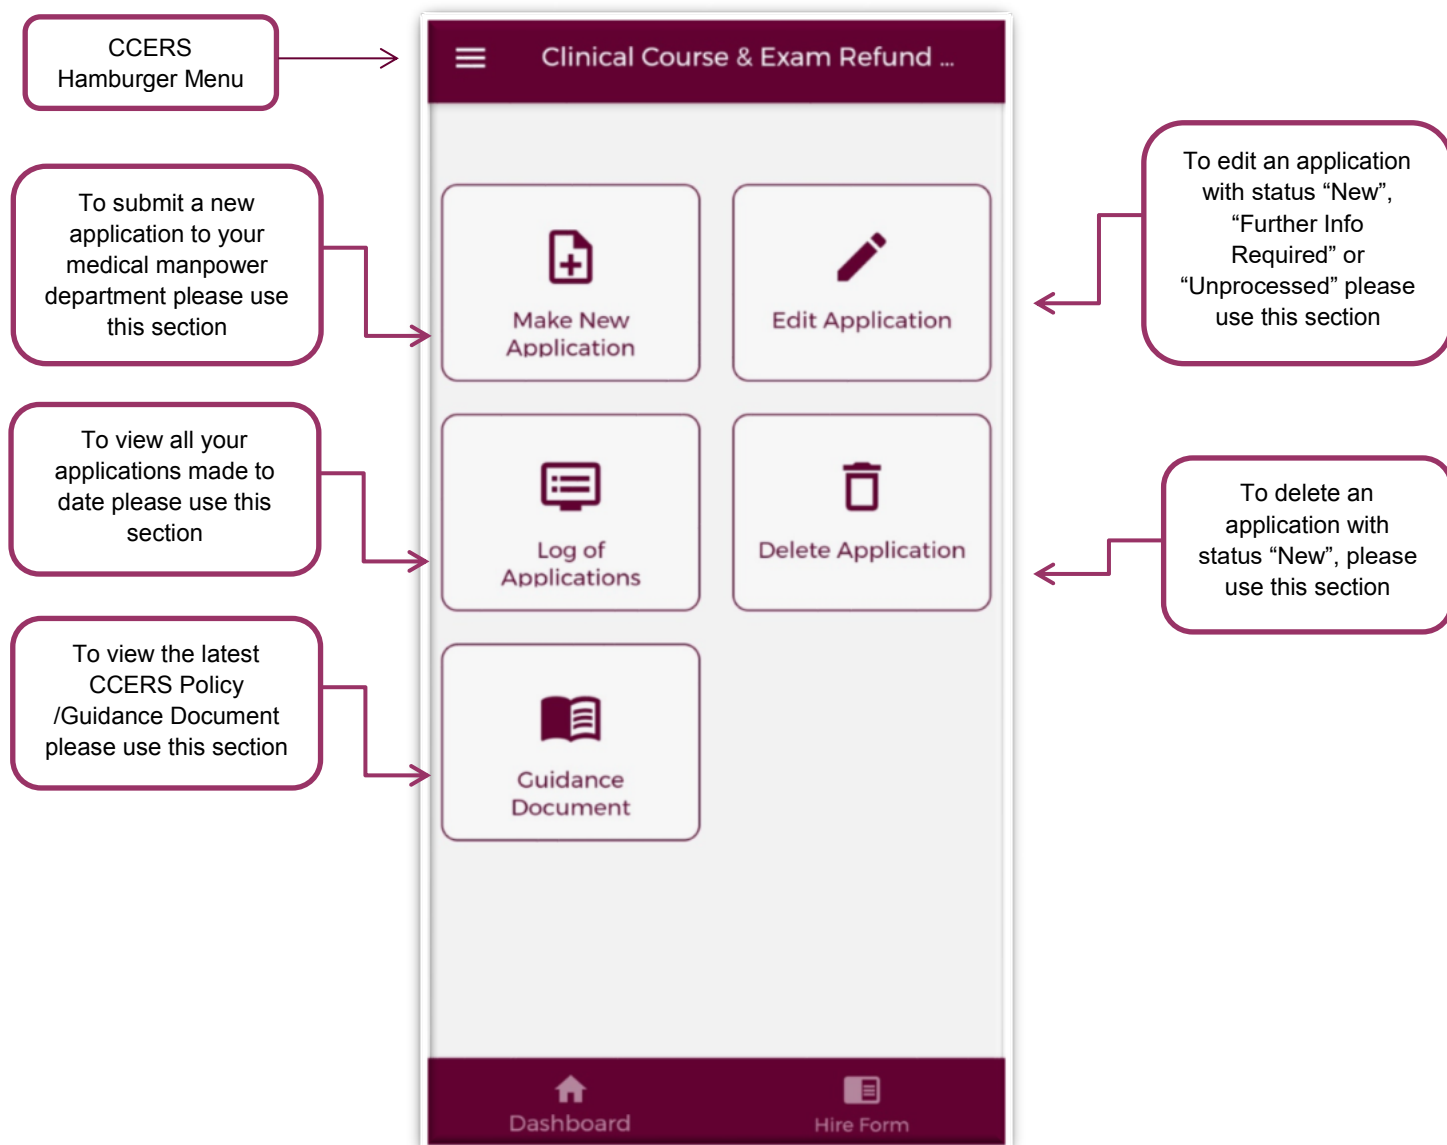 CCERS
Hamburger Menu
Clinical Course & Exam Refund ...
To submit a new
application to your
medical manpower
department please use
this section
Make New
Application
Edit Application
To edit an application
with status “New”,
“Further Info
Required” or
“Unprocessed” please
use this section
To view all your
applications made to
date please use this
section
Log of
Applications
Delete Application
To delete an
application with
status “New”, please
use this section
To view the latest
CCERS Policy
/Guidance Document
please use this section
Guidance
Document
Dashboard
Hire Form